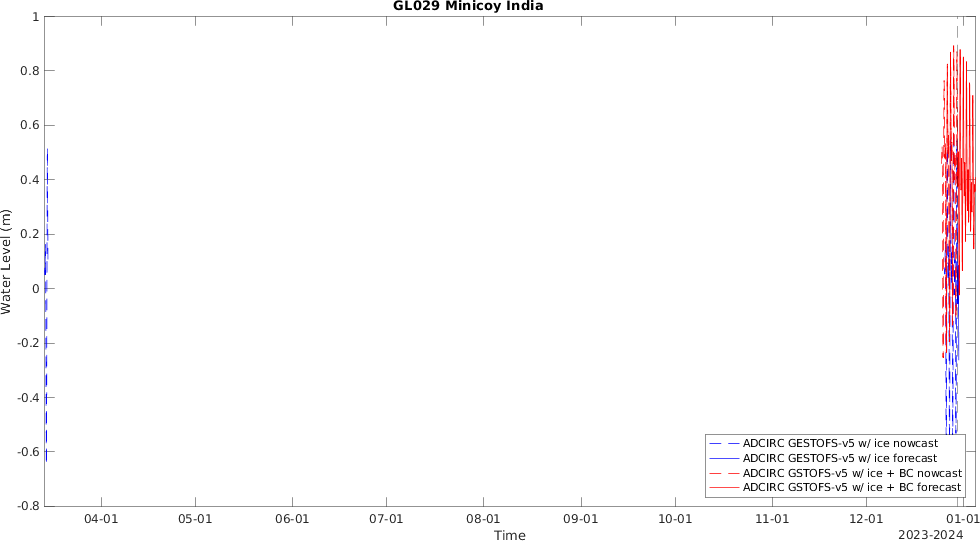 GL029 Minicoy India
1
0.8
0.6
0.4
0.2
0
-0.2
-0.4
-0.6
-0.8
Water Level (m)
ADCIRC GESTOFS-v5 w/ ice nowcast
ADCIRC GESTOFS-v5 w/ ice forecast
ADCIRC GSTOFS-v5 w/ ice + BC nowcast
ADCIRC GSTOFS-v5 w/ ice + BC forecast
04-01 05-01 06-01 07-01 08-01 09-01 10-01 11-01 12-01 01-01
Time
2023-2024